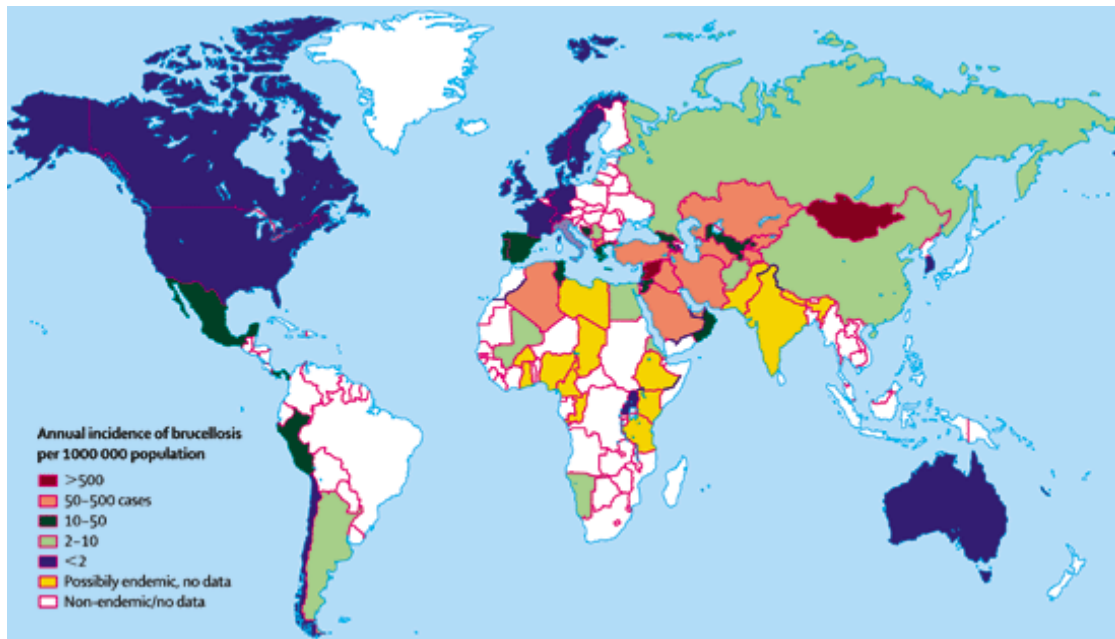 Annual incidence of brucellosis
per 1000 000 population
>500
50–500 cases
10–50
2–10
<2
Possibily endemic, no data
Non-endemic/no data